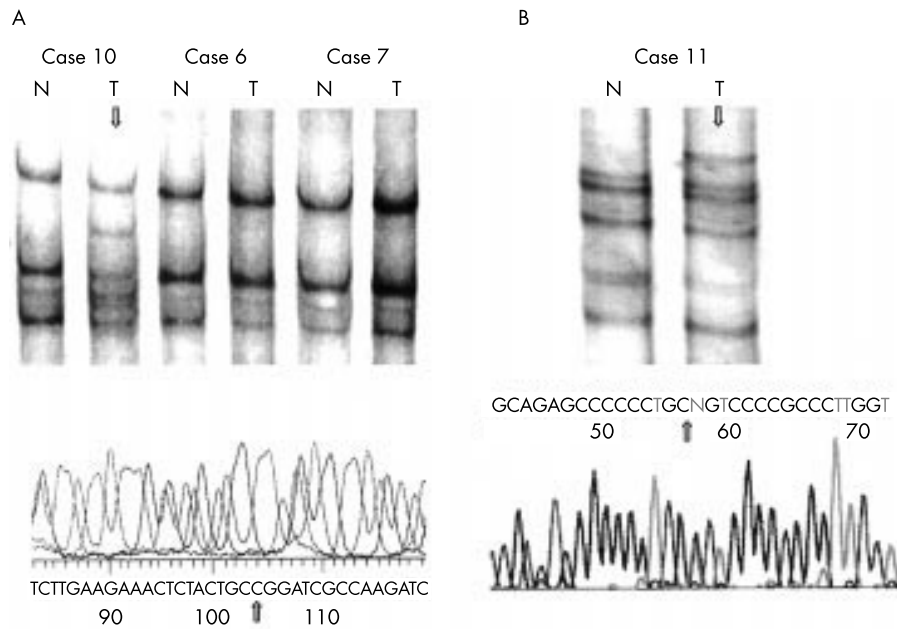 A
Case 10 Case 6 Case 7
N T N T N T
TCTTGAAGAAACTCTACTGCCGGATCGCCAAGATC
90 100 110
B
Case 11
N T
GCAGAGCCCCCCTGCNGTCCCCGCCCTTGGT
50 60 70